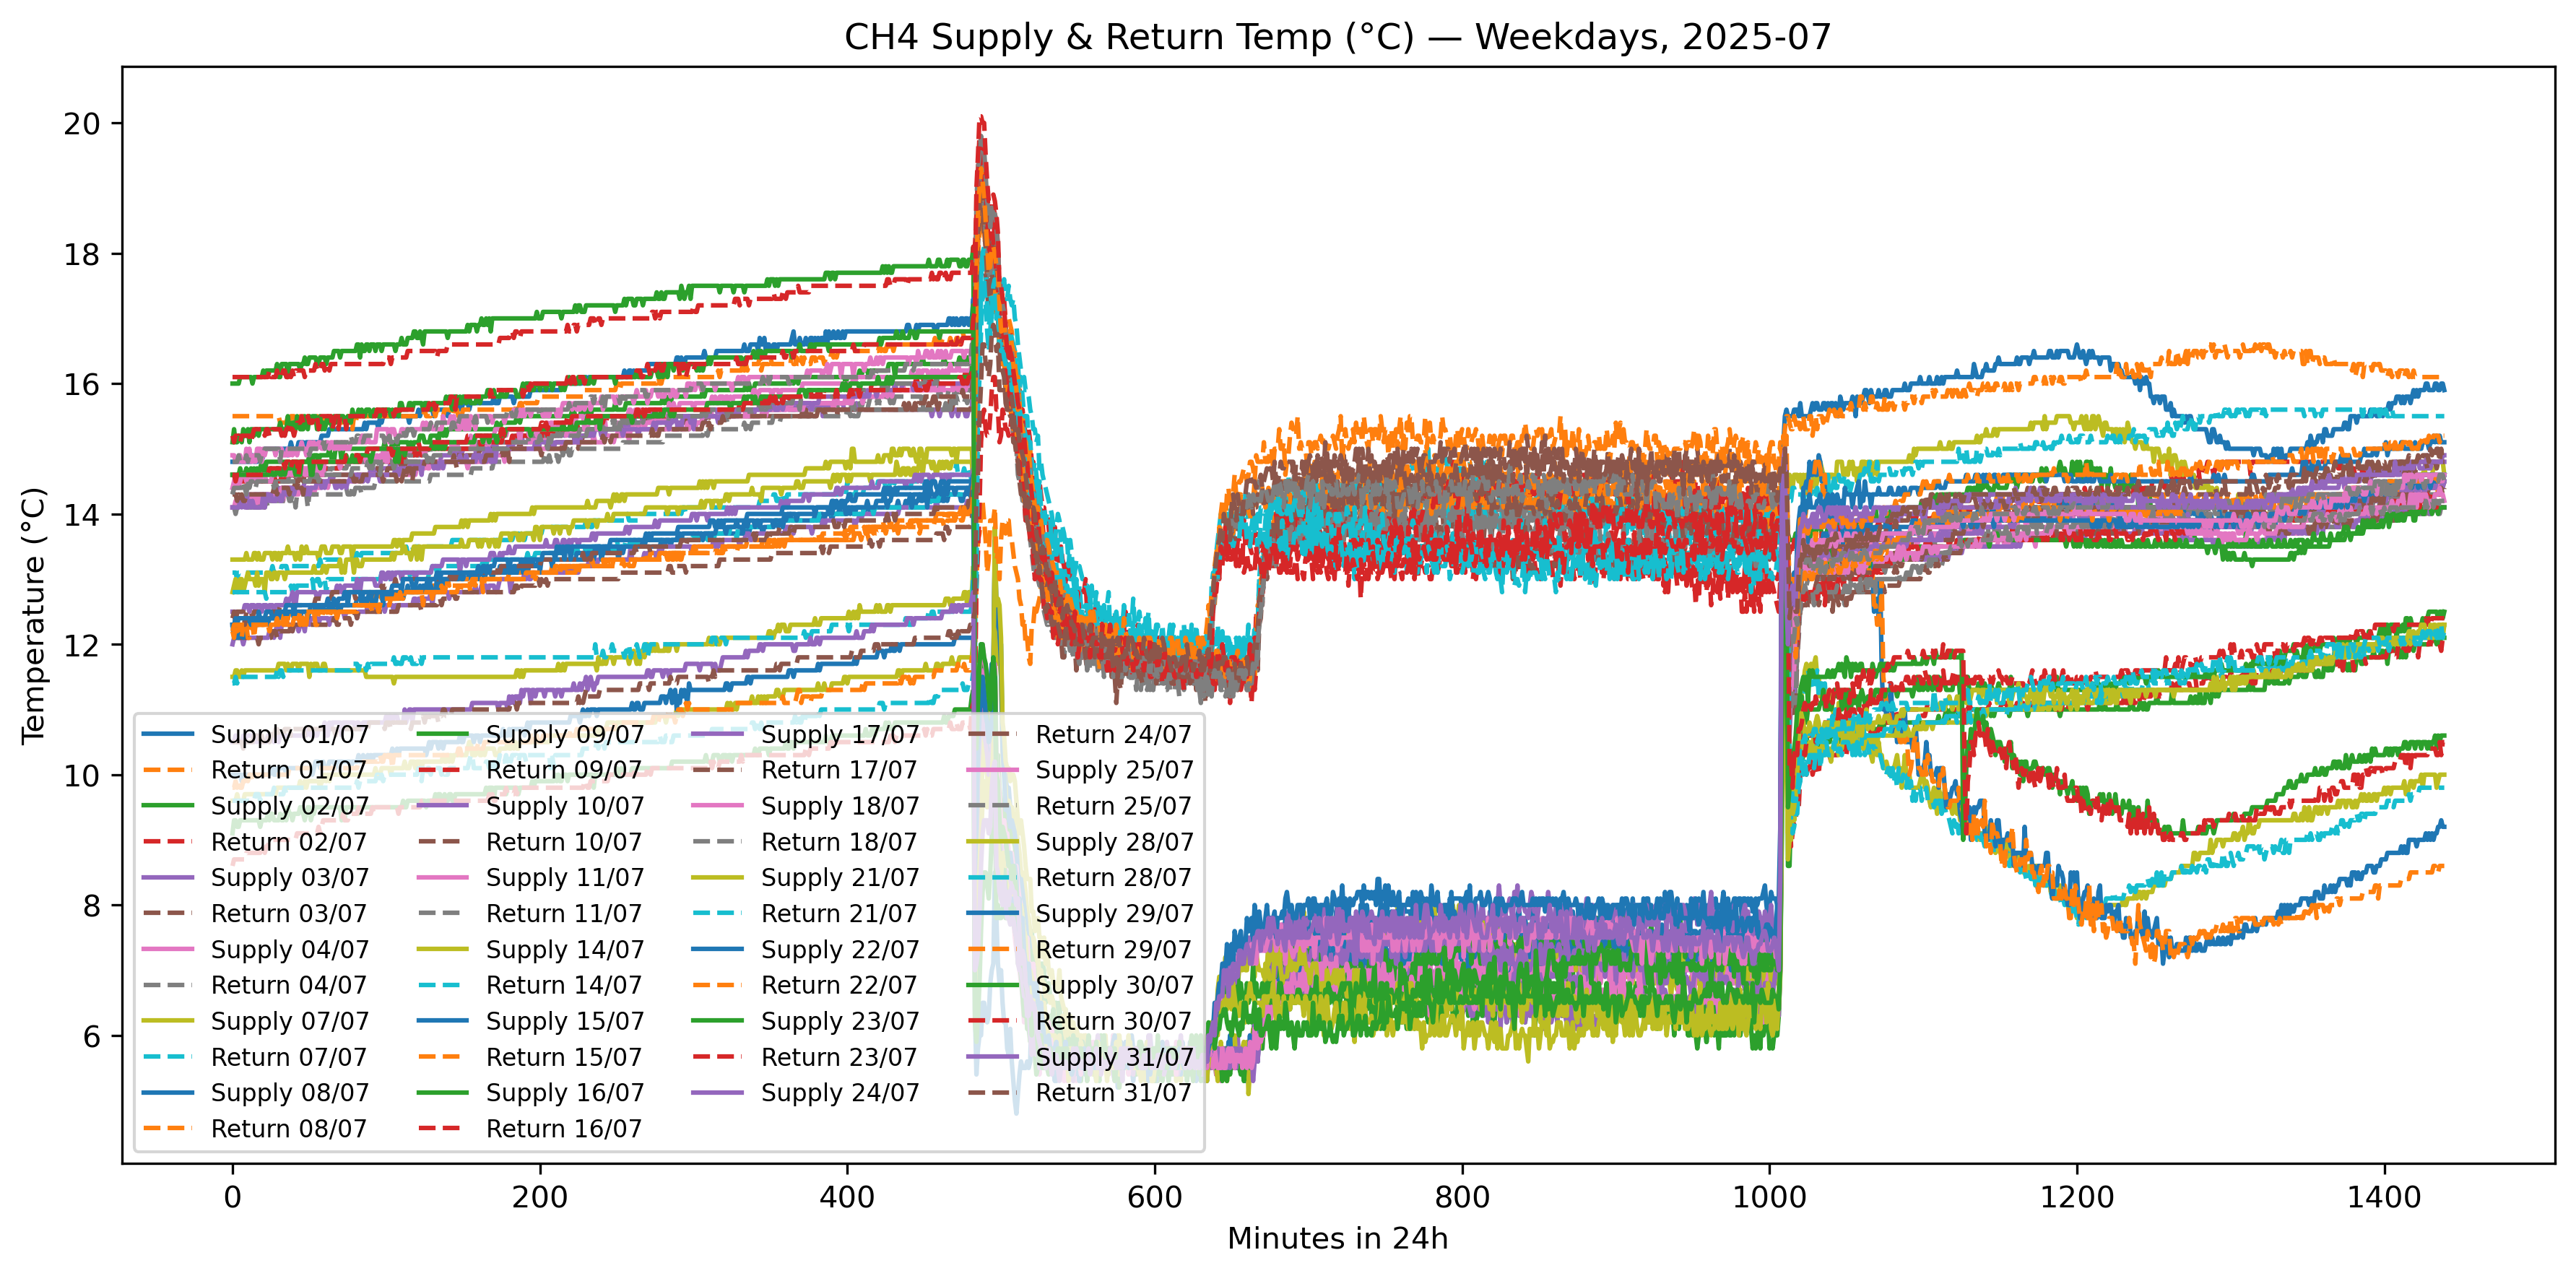 CH4 Supply & Return Temp (°C) — Weekdays, 2025-07
Temperature (°C)
20
18
16
14
12
10
8
6
Supply 01/07
Return 01/07
Supply 02/07
Return 02/07
Supply 03/07
Return 03/07
Supply 04/07
Return 04/07
Supply 07/07
Return 07/07
Supply 08/07
Return 08/07
Supply 09/07
Return 09/07
Supply 10/07
Return 10/07
Supply 11/07
Return 11/07
Supply 14/07
Return 14/07
Supply 15/07
Return 15/07
Supply 16/07
Return 16/07
Supply 17/07
Return 17/07
Supply 18/07
Return 18/07
Supply 21/07
Return 21/07
Supply 22/07
Return 22/07
Supply 23/07
Return 23/07
Supply 24/07
Return 24/07
Supply 25/07
Return 25/07
Supply 28/07
Return 28/07
Supply 29/07
Return 29/07
Supply 30/07
Return 30/07
Supply 31/07
Return 31/07
0 200 400 600 800 1000 1200 1400
Minutes in 24h